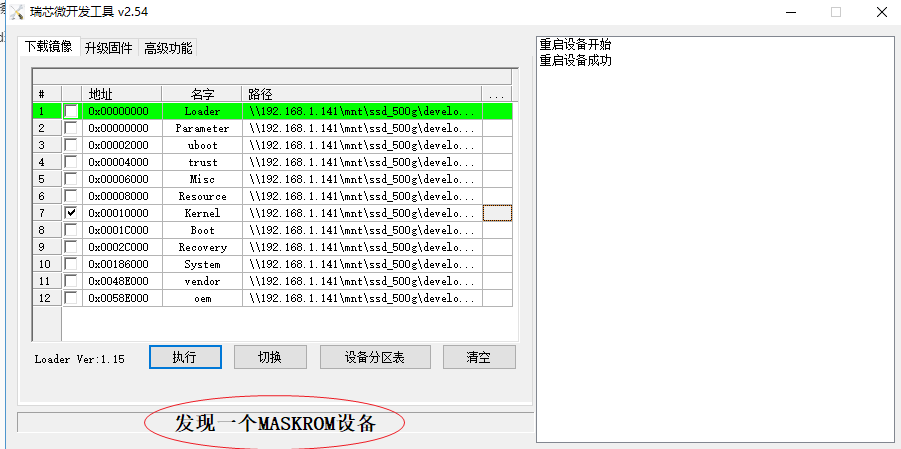 瑞芯微开发工具 v2.54
下载镜像 升级固件 高级功能
# 地址 名字 路径 ...
1 0x00000000 Loader \\192.168.1.141\mnt\ssd_500g\develo...
2 0x00000000 Parameter \\192.168.1.141\mnt\ssd_500g\develo...
3 0x00002000 uboot \\192.168.1.141\mnt\ssd_500g\develo...
4 0x00004000 trust \\192.168.1.141\mnt\ssd_500g\develo...
5 0x00006000 Misc \\192.168.1.141\mnt\ssd_500g\develo...
6 0x00008000 Resource \\192.168.1.141\mnt\ssd_500g\develo...
7 0x00010000 Kernel \\192.168.1.141\mnt\ssd_500g\develo...
8 0x0001C000 Boot \\192.168.1.141\mnt\ssd_500g\develo...
9 0x0002C000 Recovery \\192.168.1.141\mnt\ssd_500g\develo...
10 0x00186000 System \\192.168.1.141\mnt\ssd_500g\develo...
11 0x0048E000 vendor \\192.168.1.141\mnt\ssd_500g\develo...
12 0x0058E000 oem \\192.168.1.141\mnt\ssd_500g\develo...
Loader Ver:1.15 执行 切换 设备分区表 清空
发现一个MASKROM设备
重启设备开始
重启设备成功